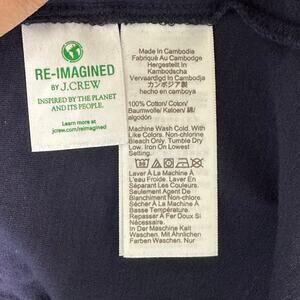 RE-IMAGINED
BY J.CREW
INSPIRED BY THE PLANET
AND ITS PEOPLE.
Learn more at
jcrew.com/reimagined
Made In Cambodia
Fabriqué Au Cambodge
Hergestellt In
Kambodscha
Vervaardigd In Cambodja
カンボジア製
hecho en camboya
100% Cotton/ Coton/
Baumwolle/ Katoen/ 綿/
algodón
Machine Wash Cold. With
Like Colors. Non-chlorine
Bleach Only. Tumble Dry
Low. Iron On Lowest
Setting.
Laver À La Machine À
L'eau Froide. Laver En
Séparant Les Couleurs.
Seulement Agent De
Blanchiment Non-chloré.
Sécher À La Machine À
Basse Température.
Repasser À Fer Doux Si
Nécessaire.
In Der Maschine Kalt
Waschen. Mit Ähnlichen
Farben Waschen. Nur